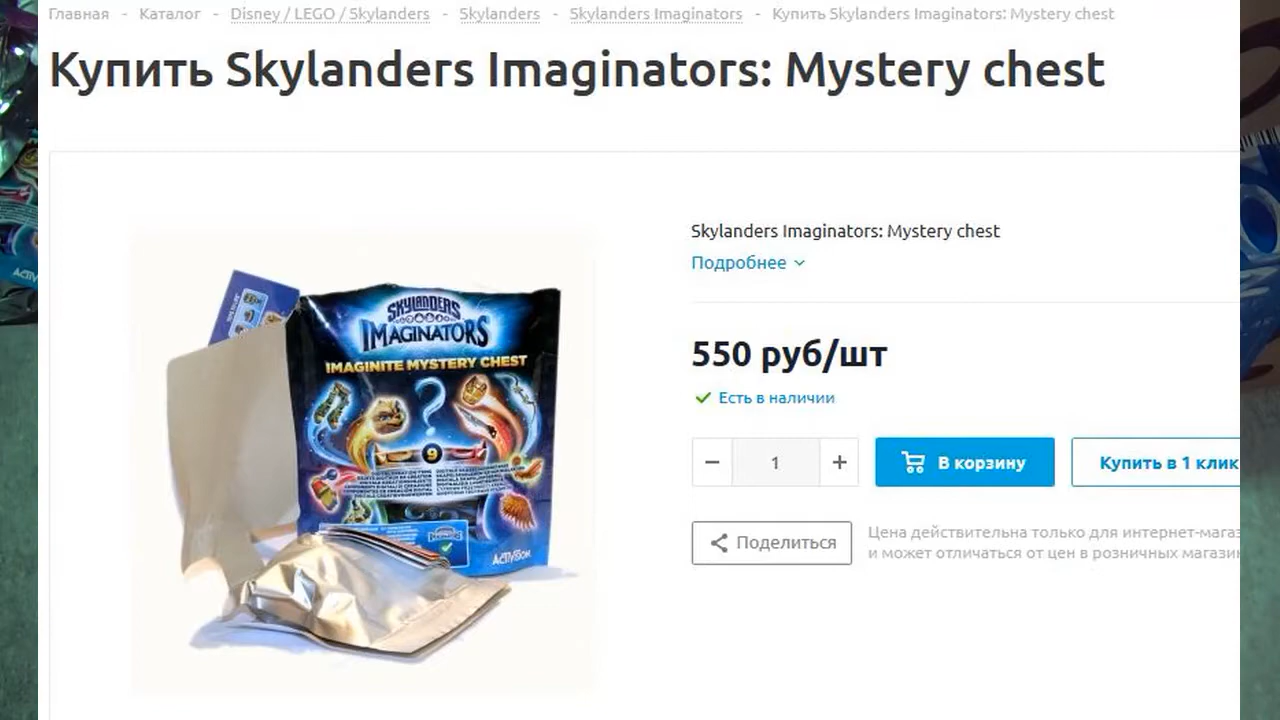 Главная - Каталог - Disney / LEGO / Skylanders - Skylanders - Skylanders Imaginators - Купить Skylanders Imaginators: Mystery chest
Купить Skylanders Imaginators: Mystery chest
Skylanders Imaginators: Mystery chest
Подробнее
550 руб/шт
Есть в наличии
− 1 + В корзину Купить в 1 клик
Поделиться
Цена действительна только для интернет-магаз
и может отличаться от цен в розничных магазин
SKYLANDERS
IMAGINATORS
IMAGINITE MYSTERY CHEST
?
9
ACTIVISION